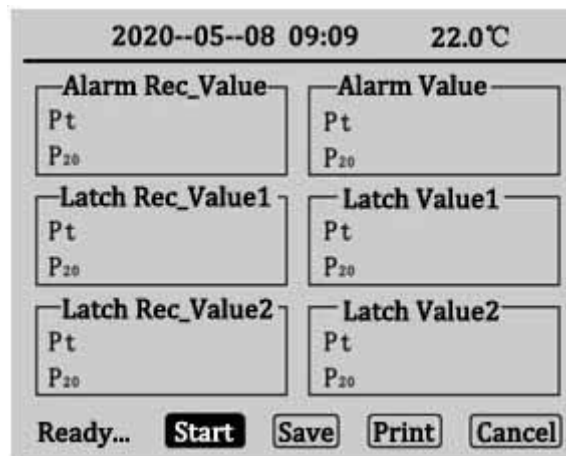 2020--05--08 09:09 22.0℃
Alarm Rec_Value Alarm Value
Pt Pt
P₂₀ P₂₀
Latch Rec_Value1 Latch Value1
Pt Pt
P₂₀ P₂₀
Latch Rec_Value2 Latch Value2
Pt Pt
P₂₀ P₂₀
Ready... Start Save Print Cancel